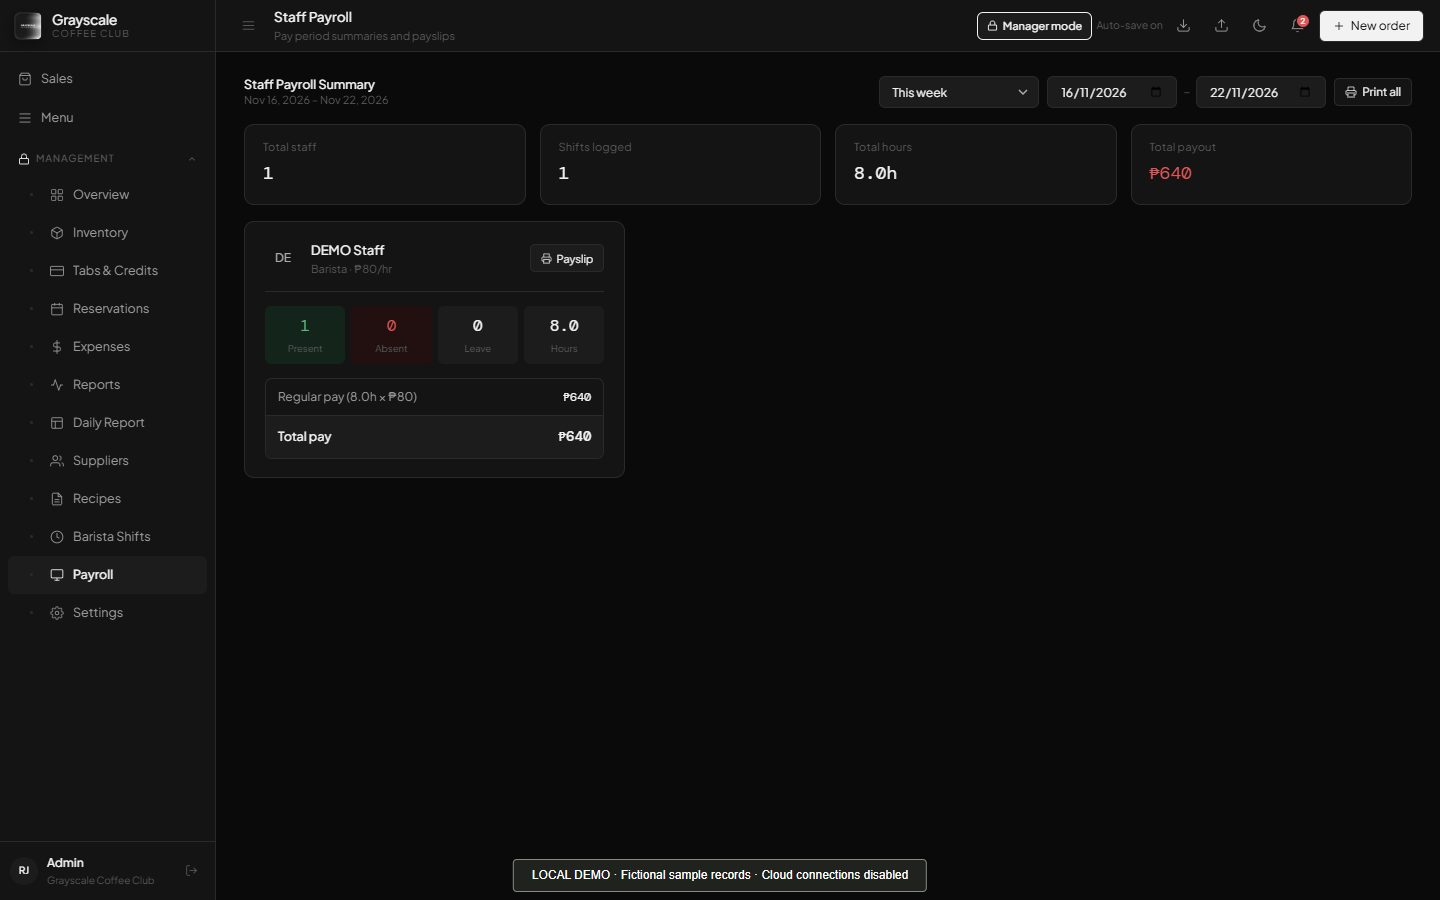 Grayscale
COFFEE CLUB
Staff Payroll
Pay period summaries and payslips
Manager mode
Auto-save on
2
+ New order
Sales
Menu
MANAGEMENT
Overview
Inventory
Tabs & Credits
Reservations
Expenses
Reports
Daily Report
Suppliers
Recipes
Barista Shifts
Payroll
Settings
RJ
Admin
Grayscale Coffee Club
Staff Payroll Summary
Nov 16, 2026 – Nov 22, 2026
This week
16/11/2026 – 22/11/2026
Print all
Total staff
1
Shifts logged
1
Total hours
8.0h
Total payout
₱640
DE
DEMO Staff
Barista · ₱80/hr
Payslip
1
Present
0
Absent
0
Leave
8.0
Hours
Regular pay (8.0h × ₱80) ₱640
Total pay ₱640
LOCAL DEMO · Fictional sample records · Cloud connections disabled